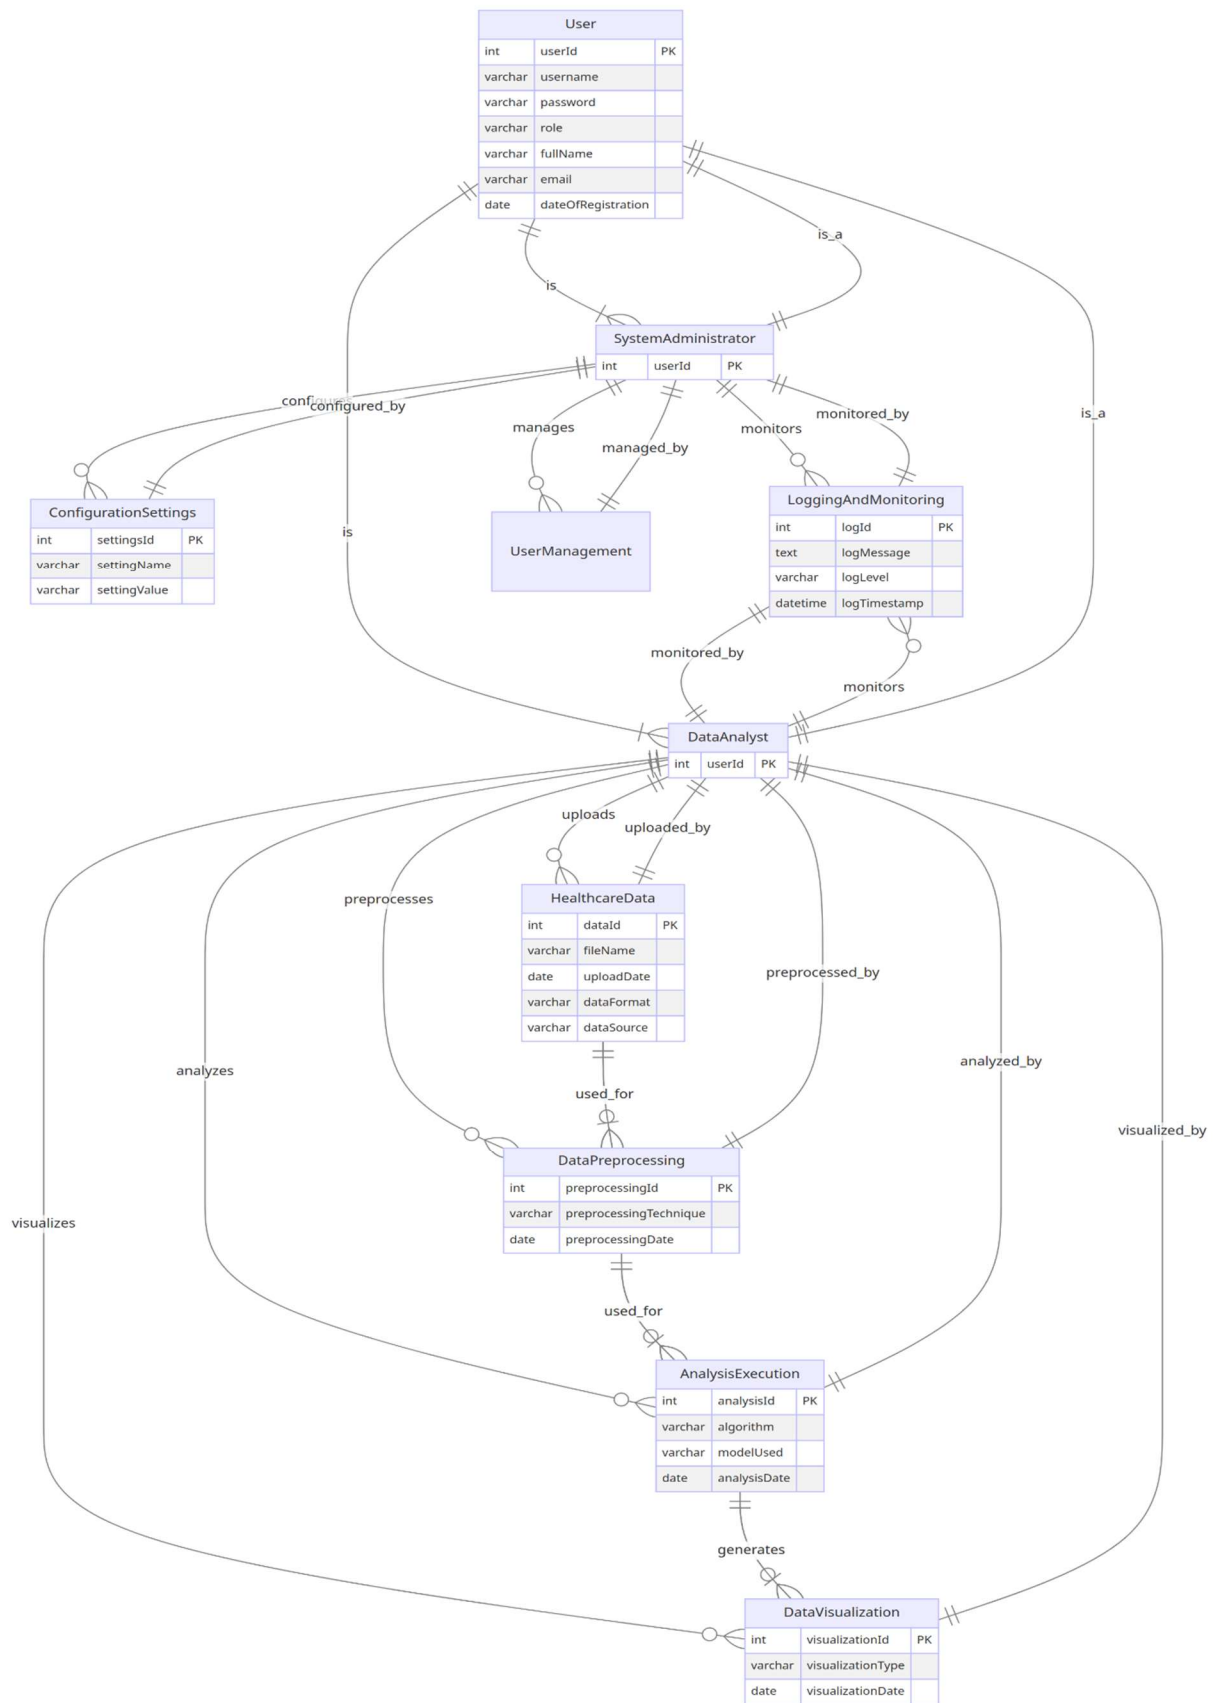 User
int userId PK
varchar username
varchar password
varchar role
varchar fullName
varchar email
date dateOfRegistration
is_a
is
SystemAdministrator
int userId PK
configured_by
manages
managed_by
monitors
monitored_by
is_a
ConfigurationSettings
int settingsId PK
varchar settingName
varchar settingValue
UserManagement
LoggingAndMonitoring
int logId PK
text logMessage
varchar logLevel
datetime logTimestamp
is
monitored_by
monitors
DataAnalyst
int userId PK
uploads
uploaded_by
preprocesses
HealthcareData
int dataId PK
varchar fileName
date uploadDate
varchar dataFormat
varchar dataSource
preprocessed_by
analyzes
analyzed_by
used_for
visualized_by
DataPreprocessing
int preprocessingId PK
varchar preprocessingTechnique
date preprocessingDate
visualizes
used_for
AnalysisExecution
int analysisId PK
varchar algorithm
varchar modelUsed
date analysisDate
generates
DataVisualization
int visualizationId PK
varchar visualizationType
date visualizationDate